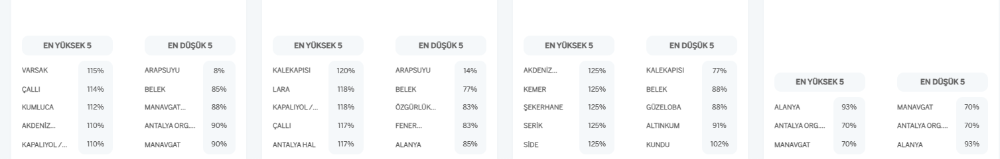 EN YÜKSEK 5
EN DÜŞÜK 5
VARSAK 115%
ARAPSUYU 8%
ÇALLI 114%
BELEK 85%
KUMLUCA 112%
MANAVGAT... 88%
AKDENİZ... 110%
ANTALYA ORG.... 90%
KAPALIYOL /... 110%
MANAVGAT 90%
EN YÜKSEK 5
EN DÜŞÜK 5
KALEKAPISI 120%
ARAPSUYU 14%
LARA 118%
BELEK 77%
KAPALIYOL /... 118%
ÖZGÜRLÜK... 83%
ÇALLI 117%
FENER... 83%
ANTALYA HAL 117%
ALANYA 85%
EN YÜKSEK 5
EN DÜŞÜK 5
AKDENİZ... 125%
KALEKAPISI 77%
KEMER 125%
BELEK 88%
ŞEKERHANE 125%
GÜZELOBA 88%
SERİK 125%
ALTINKUM 91%
SİDE 125%
KUNDU 102%
EN YÜKSEK 5
EN DÜŞÜK 5
ALANYA 93%
MANAVGAT 70%
ANTALYA ORG.... 70%
ANTALYA ORG.... 70%
MANAVGAT 70%
ALANYA 93%